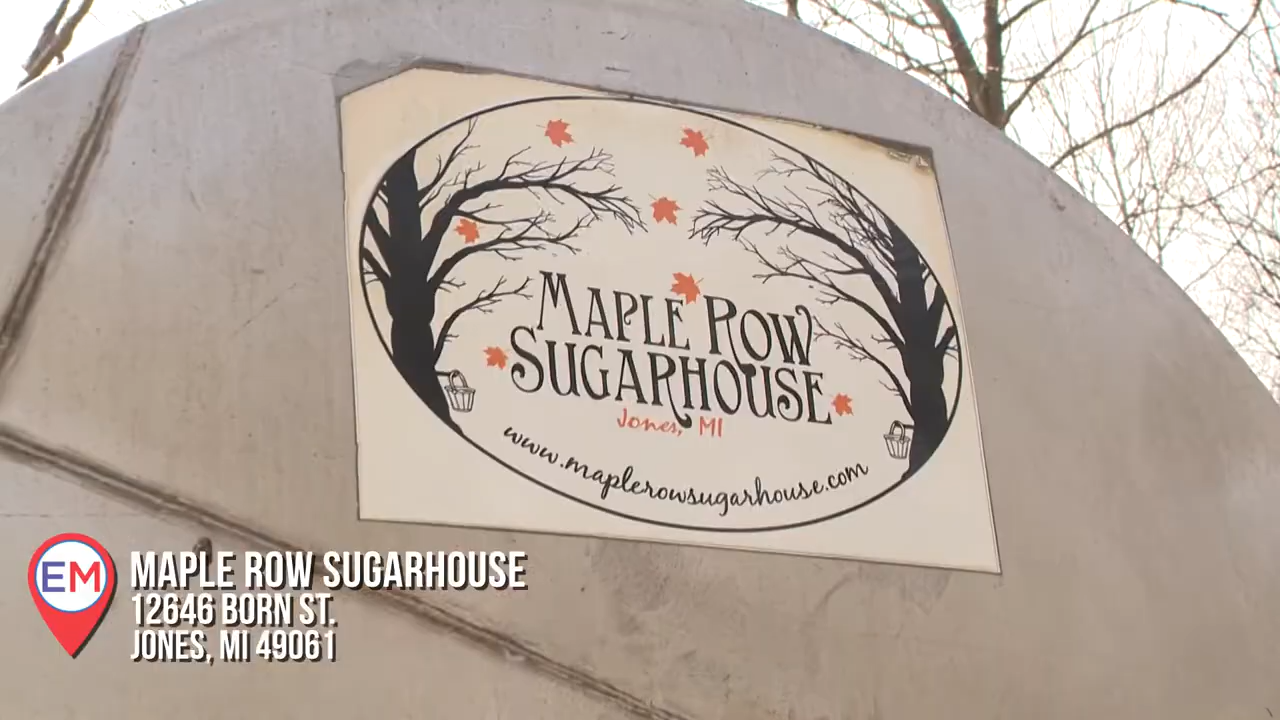 MAPLE ROW
SUGARHOUSE
Jones, MI
www.maplerowsugarhouse.com
EM
MAPLE ROW SUGARHOUSE
12646 BORN ST.
JONES, MI 49061